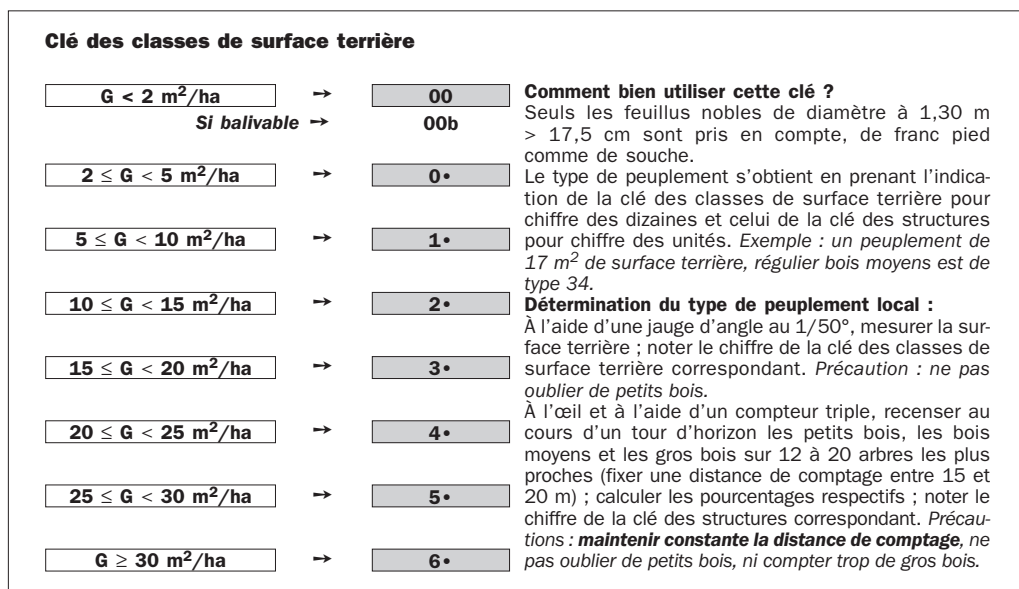 Clé des classes de surface terrière
G < 2 m²/ha → 00
Si balivable → 00b
2 ≤ G < 5 m²/ha → 0•
5 ≤ G < 10 m²/ha → 1•
10 ≤ G < 15 m²/ha → 2•
15 ≤ G < 20 m²/ha → 3•
20 ≤ G < 25 m²/ha → 4•
25 ≤ G < 30 m²/ha → 5•
G ≥ 30 m²/ha → 6•
Comment bien utiliser cette clé ?
Seuls les feuillus nobles de diamètre à 1,30 m
> 17,5 cm sont pris en compte, de franc pied
comme de souche.
Le type de peuplement s'obtient en prenant l'indica-
tion de la clé des classes de surface terrière pour
chiffre des dizaines et celui de la clé des structures
pour chiffre des unités. Exemple : un peuplement de
17 m² de surface terrière, régulier bois moyens est de
type 34.
Détermination du type de peuplement local :
À l'aide d'une jauge d'angle au 1/50°, mesurer la sur-
face terrière ; noter le chiffre de la clé des classes de
surface terrière correspondant. Précaution : ne pas
oublier de petits bois.
À l'œil et à l'aide d'un compteur triple, recenser au
cours d'un tour d'horizon les petits bois, les bois
moyens et les gros bois sur 12 à 20 arbres les plus
proches (fixer une distance de comptage entre 15 et
20 m) ; calculer les pourcentages respectifs ; noter le
chiffre de la clé des structures correspondant. Précau-
tions : maintenir constante la distance de comptage, ne
pas oublier de petits bois, ni compter trop de gros bois.